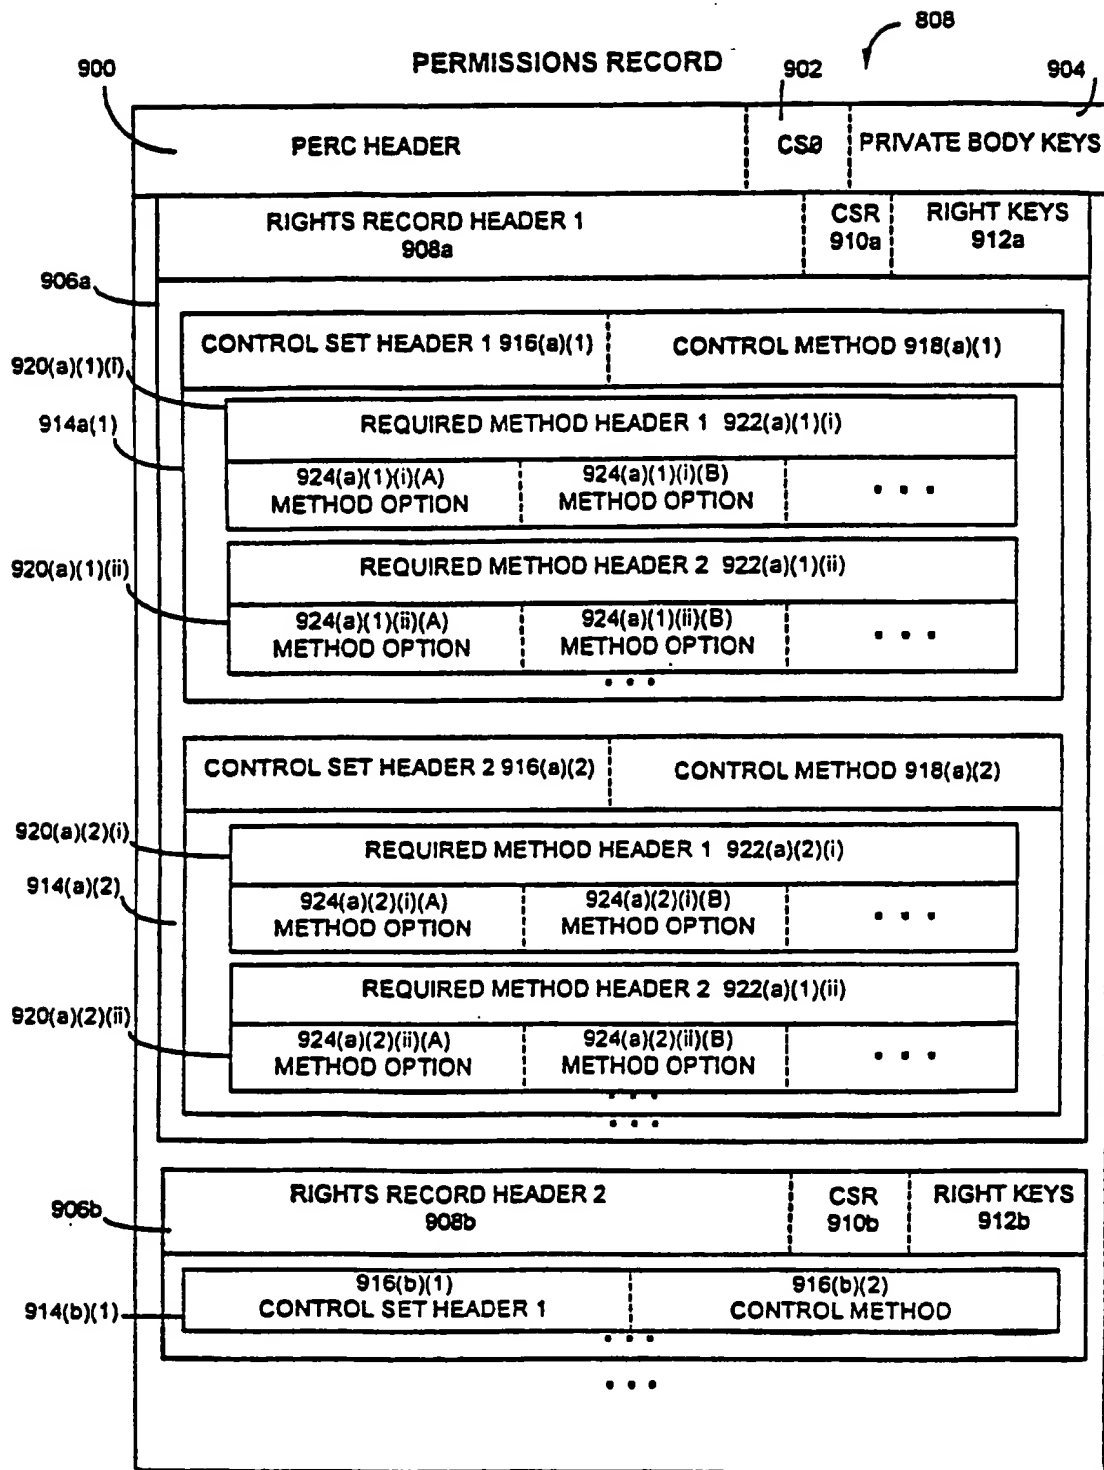 808
PERMISSIONS RECORD
900
902
904
PERC HEADER
CS0
PRIVATE BODY KEYS
RIGHTS RECORD HEADER 1
908a
CSR
910a
RIGHT KEYS
912a
906a
CONTROL SET HEADER 1 916(a)(1)
CONTROL METHOD 918(a)(1)
920(a)(1)(i)
914a(1)
REQUIRED METHOD HEADER 1 922(a)(1)(i)
924(a)(1)(i)(A)
METHOD OPTION
924(a)(1)(i)(B)
METHOD OPTION
• • •
920(a)(1)(ii)
REQUIRED METHOD HEADER 2 922(a)(1)(ii)
924(a)(1)(ii)(A)
METHOD OPTION
924(a)(1)(ii)(B)
METHOD OPTION
• • •
• • •
CONTROL SET HEADER 2 916(a)(2)
CONTROL METHOD 918(a)(2)
920(a)(2)(i)
914(a)(2)
REQUIRED METHOD HEADER 1 922(a)(2)(i)
924(a)(2)(i)(A)
METHOD OPTION
924(a)(2)(i)(B)
METHOD OPTION
• • •
920(a)(2)(ii)
REQUIRED METHOD HEADER 2 922(a)(1)(ii)
924(a)(2)(ii)(A)
METHOD OPTION
924(a)(2)(ii)(B)
METHOD OPTION
• • •
• • •
• • •
906b
RIGHTS RECORD HEADER 2
908b
CSR
910b
RIGHT KEYS
912b
914(b)(1)
916(b)(1)
CONTROL SET HEADER 1
916(b)(2)
CONTROL METHOD
• • •
• • •